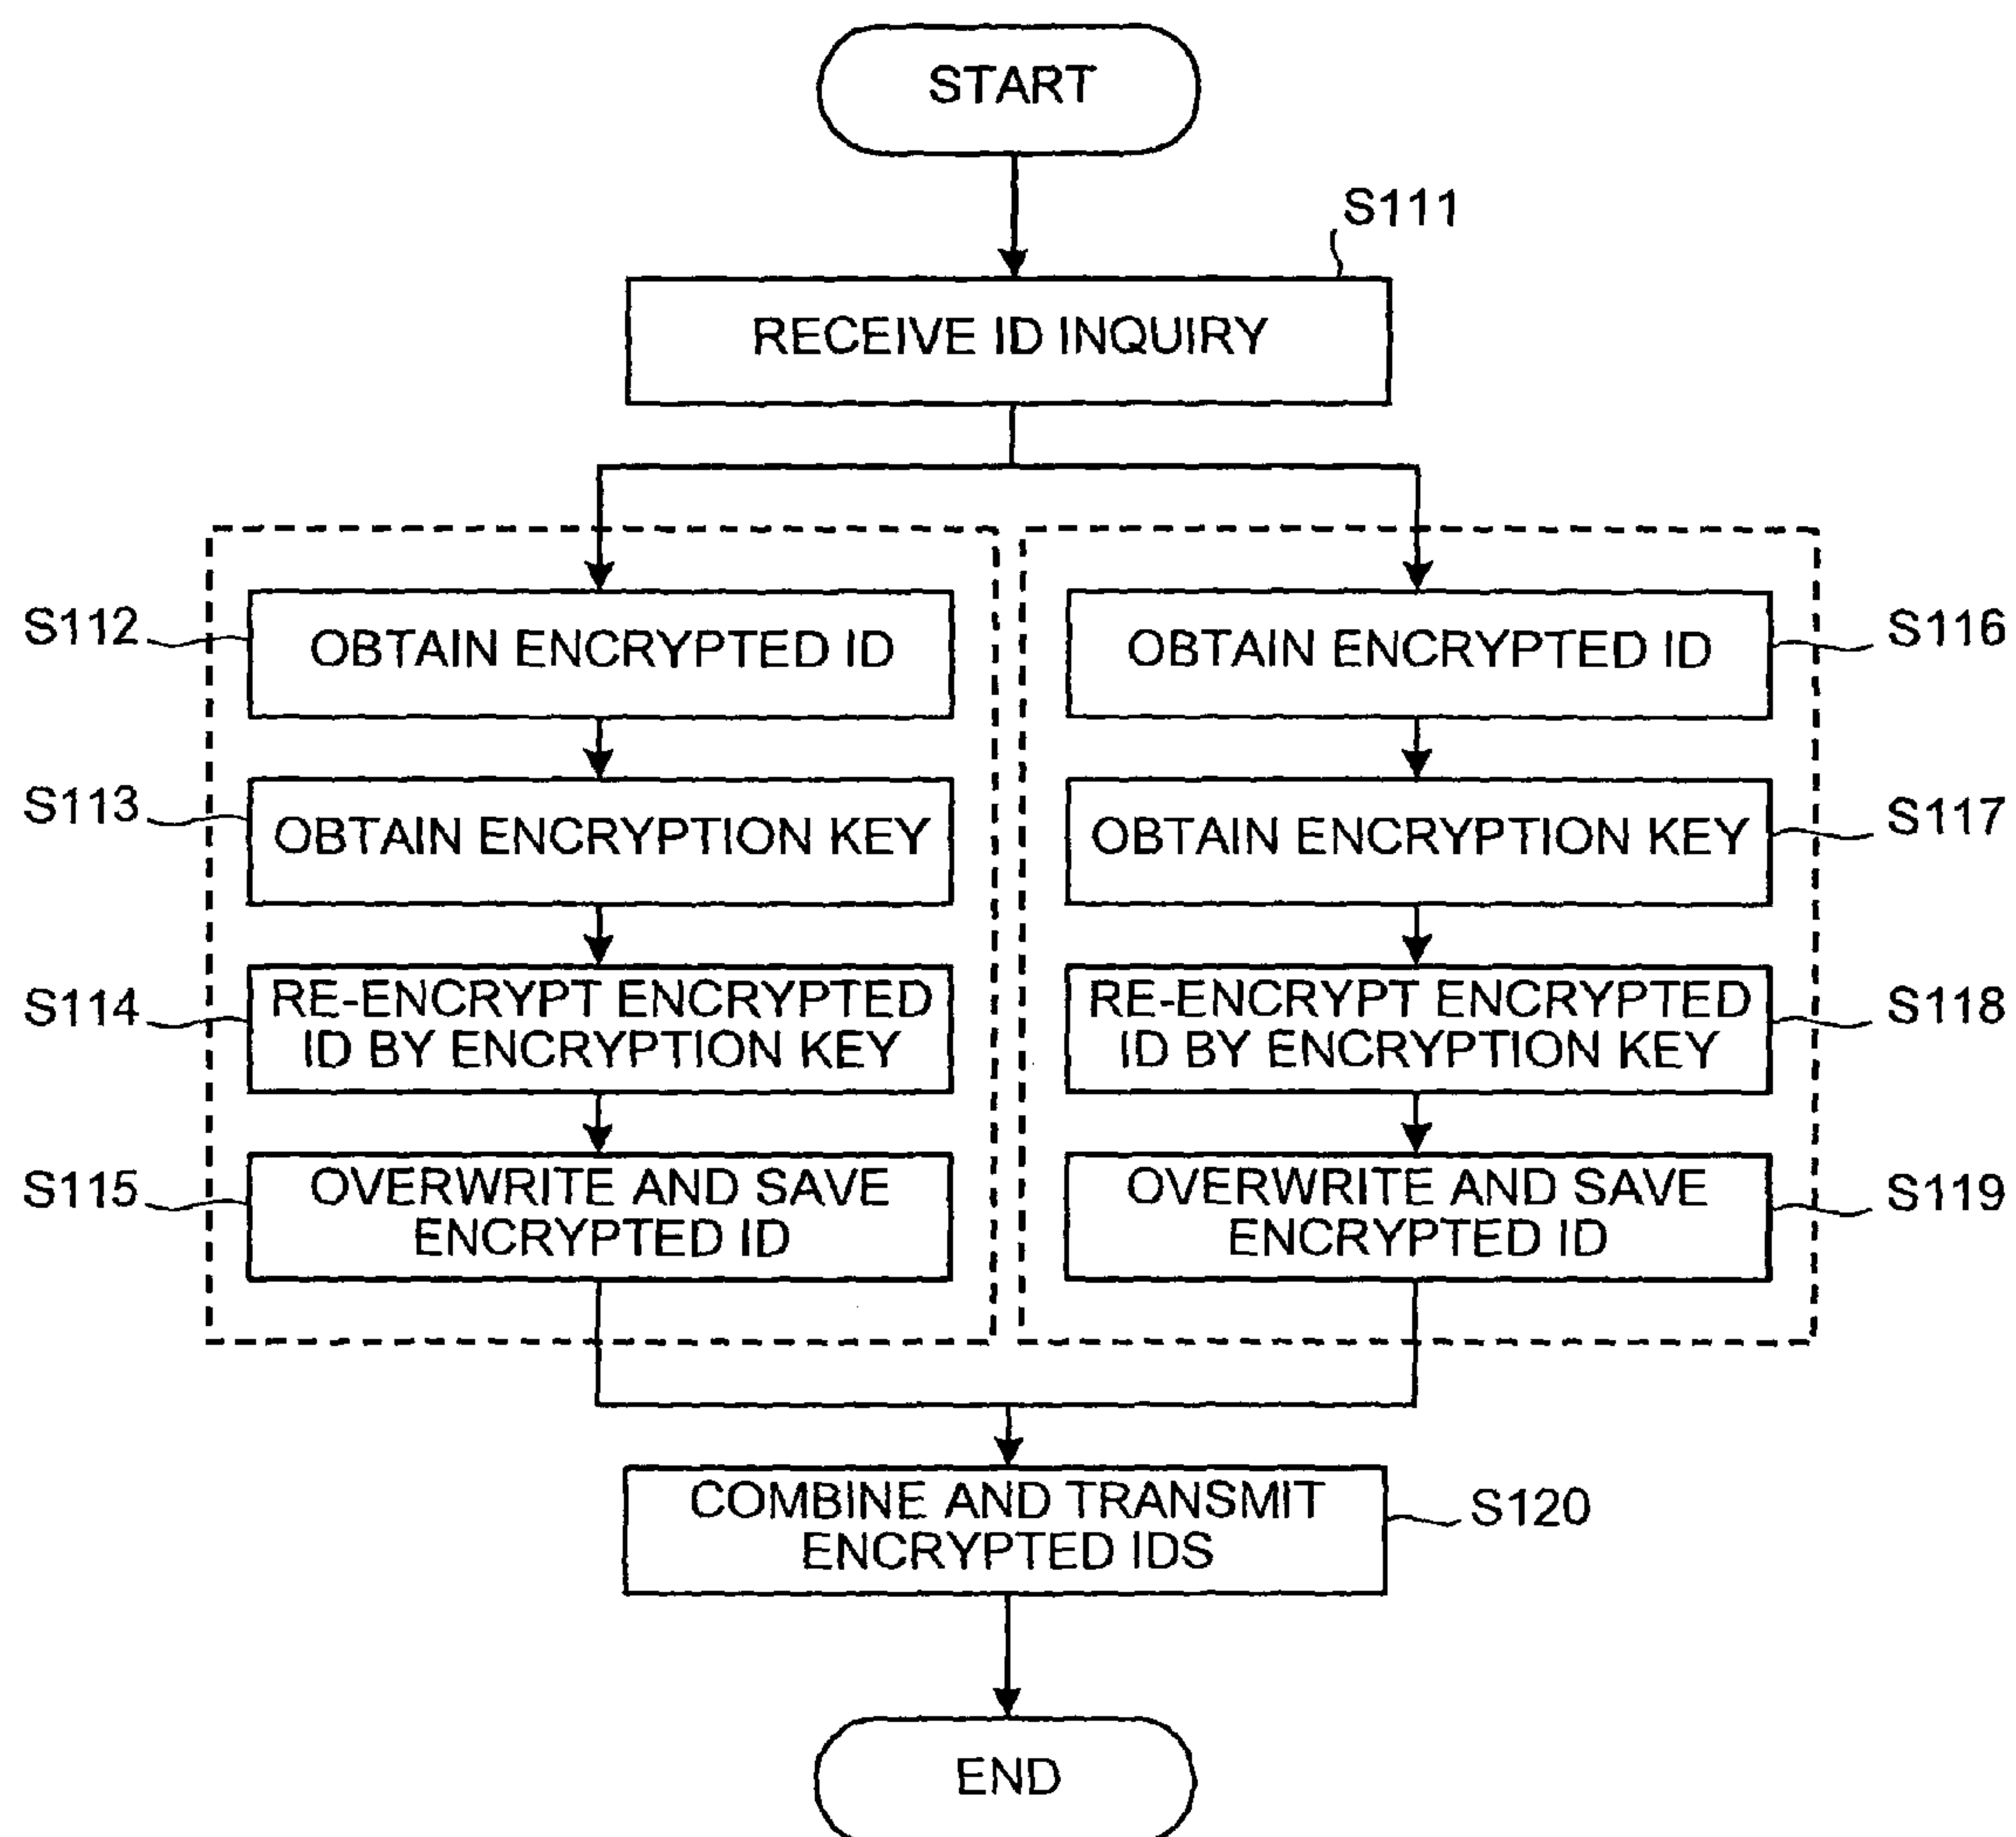 START
S111
RECEIVE ID INQUIRY
S112
OBTAIN ENCRYPTED ID
S113
OBTAIN ENCRYPTION KEY
S114
RE-ENCRYPT ENCRYPTED
ID BY ENCRYPTION KEY
S115
OVERWRITE AND SAVE
ENCRYPTED ID
OBTAIN ENCRYPTED ID
S116
OBTAIN ENCRYPTION KEY
S117
RE-ENCRYPT ENCRYPTED
ID BY ENCRYPTION KEY
S118
OVERWRITE AND SAVE
ENCRYPTED ID
S119
COMBINE AND TRANSMIT
ENCRYPTED IDS
S120
END